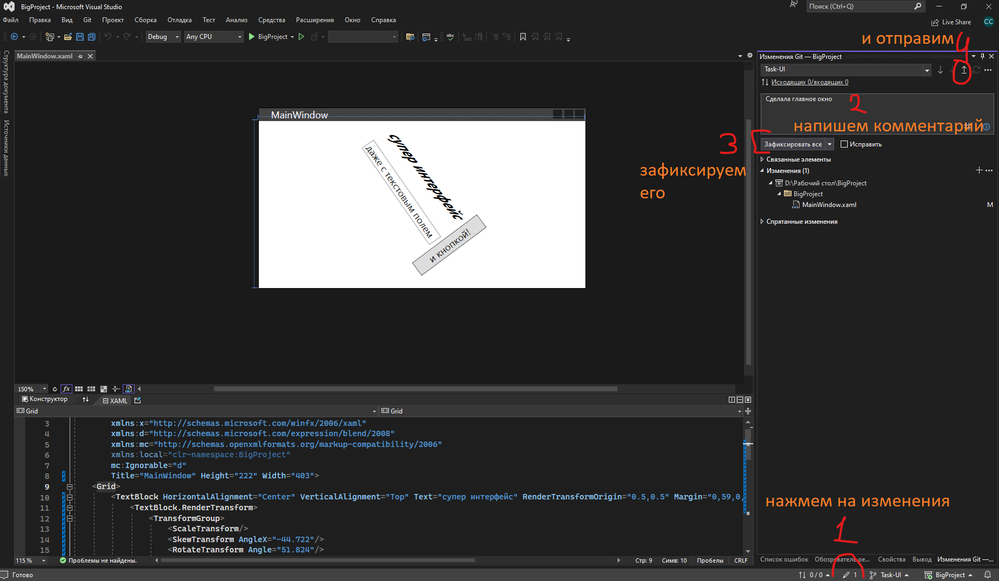 BigProject - Microsoft Visual Studio
Поиск (Ctrl+Q)
Файл Правка Вид Git Проект Сборка Отладка Тест Анализ Средства Расширения Окно Справка
Live Share CC
Debug Any CPU BigProject
и отправим
4
MainWindow.xaml
Изменения Git — BigProject
Структура документа
Источники данных
Task-UI
Исходящих 0/входящих 0
Сделала главное окно
2
напишем комментарий
3
Зафиксировать все Исправить
зафиксируем
его
Связанные элементы
Изменения (1)
D:\Рабочий стол\BigProject
BigProject
MainWindow.xaml M
Спрятанные изменения
MainWindow
супер интерфейс
даже с текстовым полем
и кнопкой!
150%
Конструктор XAML
Grid Grid
3 xmlns:x="http://schemas.microsoft.com/winfx/2006/xaml"
4 xmlns:d="http://schemas.microsoft.com/expression/blend/2008"
5 xmlns:mc="http://schemas.openxmlformats.org/markup-compatibility/2006"
6 xmlns:local="clr-namespace:BigProject"
7 mc:Ignorable="d"
8 Title="MainWindow" Height="222" Width="403">
9 <Grid>
10 <TextBlock HorizontalAlignment="Center" VerticalAlignment="Top" Text="супер интерфейс" RenderTransformOrigin="0.5,0.5" Margin="0,59,0,
11 <TextBlock.RenderTransform>
12 <TransformGroup>
13 <ScaleTransform/>
14 <SkewTransform AngleX="-44.722"/>
15 <RotateTransform Angle="51.824"/>
нажмем на изменения
1
115 % Проблемы не найдены. Стр: 9 Симв: 10 Пробелы CRLF
Список ошибок Обозреватель ре... Свойства Вывод Изменения Git —...
Готово 0 / 0 1 Task-UI BigProject